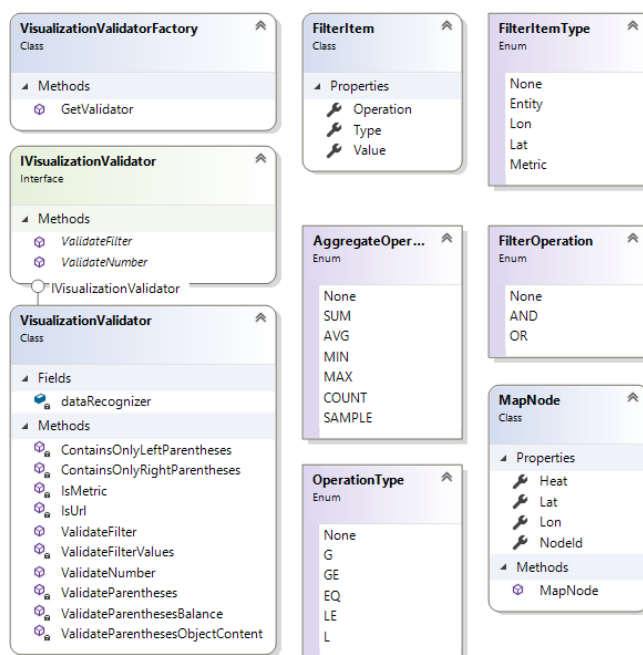 VisualizationValidatorFactory
Class
Methods
GetValidator
IVisualizationValidator
Interface
Methods
ValidateFilter
ValidateNumber
IVisualizationValidator
VisualizationValidator
Class
Fields
dataRecognizer
Methods
ContainsOnlyLeftParentheses
ContainsOnlyRightParentheses
IsMetric
IsUrl
ValidateFilter
ValidateFilterValues
ValidateNumber
ValidateParentheses
ValidateParenthesesBalance
ValidateParenthesesObjectContent
FilterItem
Class
Properties
Operation
Type
Value
AggregateOper...
Enum
None
SUM
AVG
MIN
MAX
COUNT
SAMPLE
OperationType
Enum
None
G
GE
EQ
LE
L
FilterItemType
Enum
None
Entity
Lon
Lat
Metric
FilterOperation
Enum
None
AND
OR
MapNode
Class
Properties
Heat
Lat
Lon
NodeId
Methods
MapNode